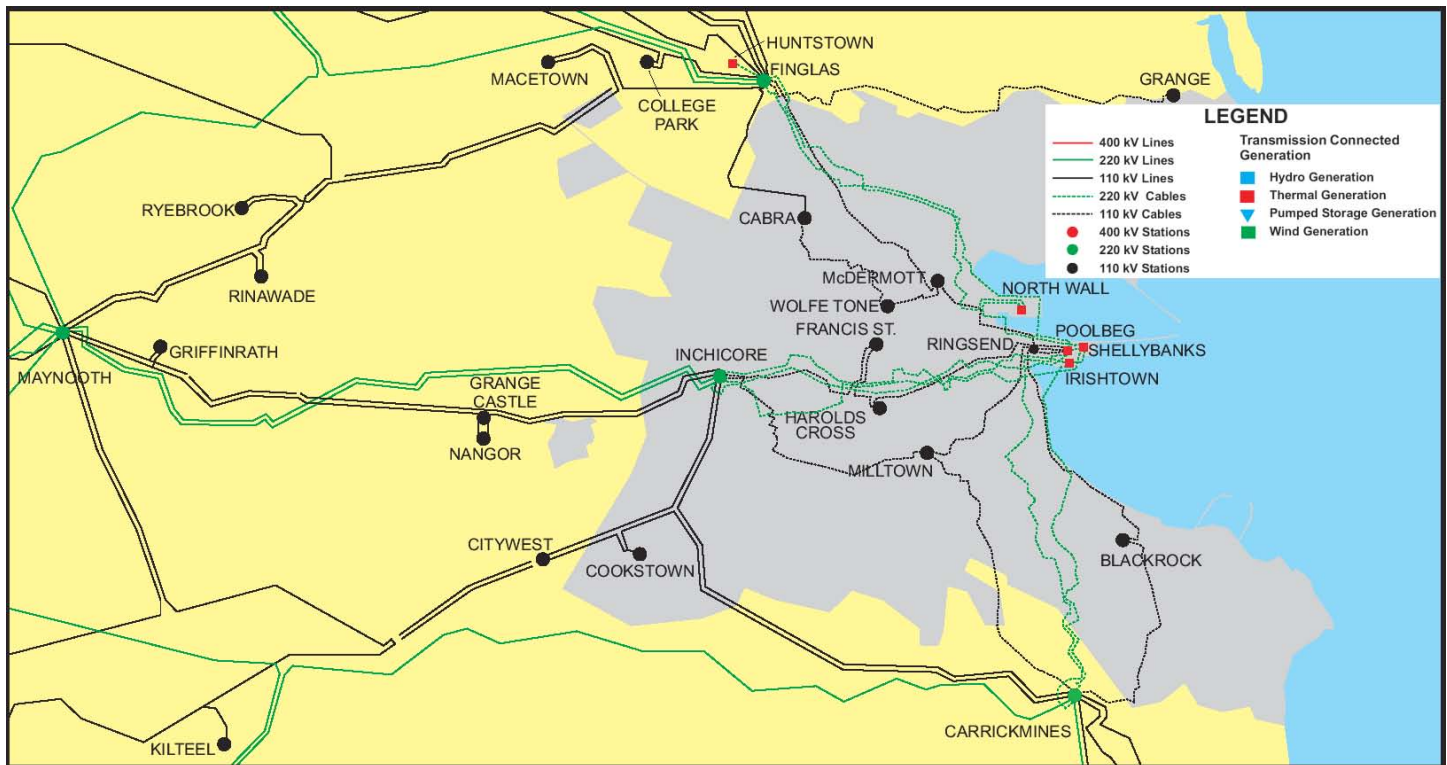 HUNTSTOWN
FINGLAS
MACETOWN
COLLEGE
PARK
GRANGE
LEGEND
400 kV Lines
220 kV Lines
110 kV Lines
220 kV Cables
110 kV Cables
400 kV Stations
220 kV Stations
110 kV Stations
Transmission Connected
Generation
Hydro Generation
Thermal Generation
Pumped Storage Generation
Wind Generation
RYEBROOK
CABRA
RINAWADE
McDERMOTT
NORTH WALL
WOLFE TONE
FRANCIS ST.
POOLBEG
RINGSEND
SHELLYBANKS
IRISHTOWN
GRIFFINRATH
MAYNOOTH
INCHICORE
GRANGE
CASTLE
HAROLDS
CROSS
NANGOR
MILLTOWN
CITYWEST
COOKSTOWN
BLACKROCK
CARRICKMINES
KILTEEL